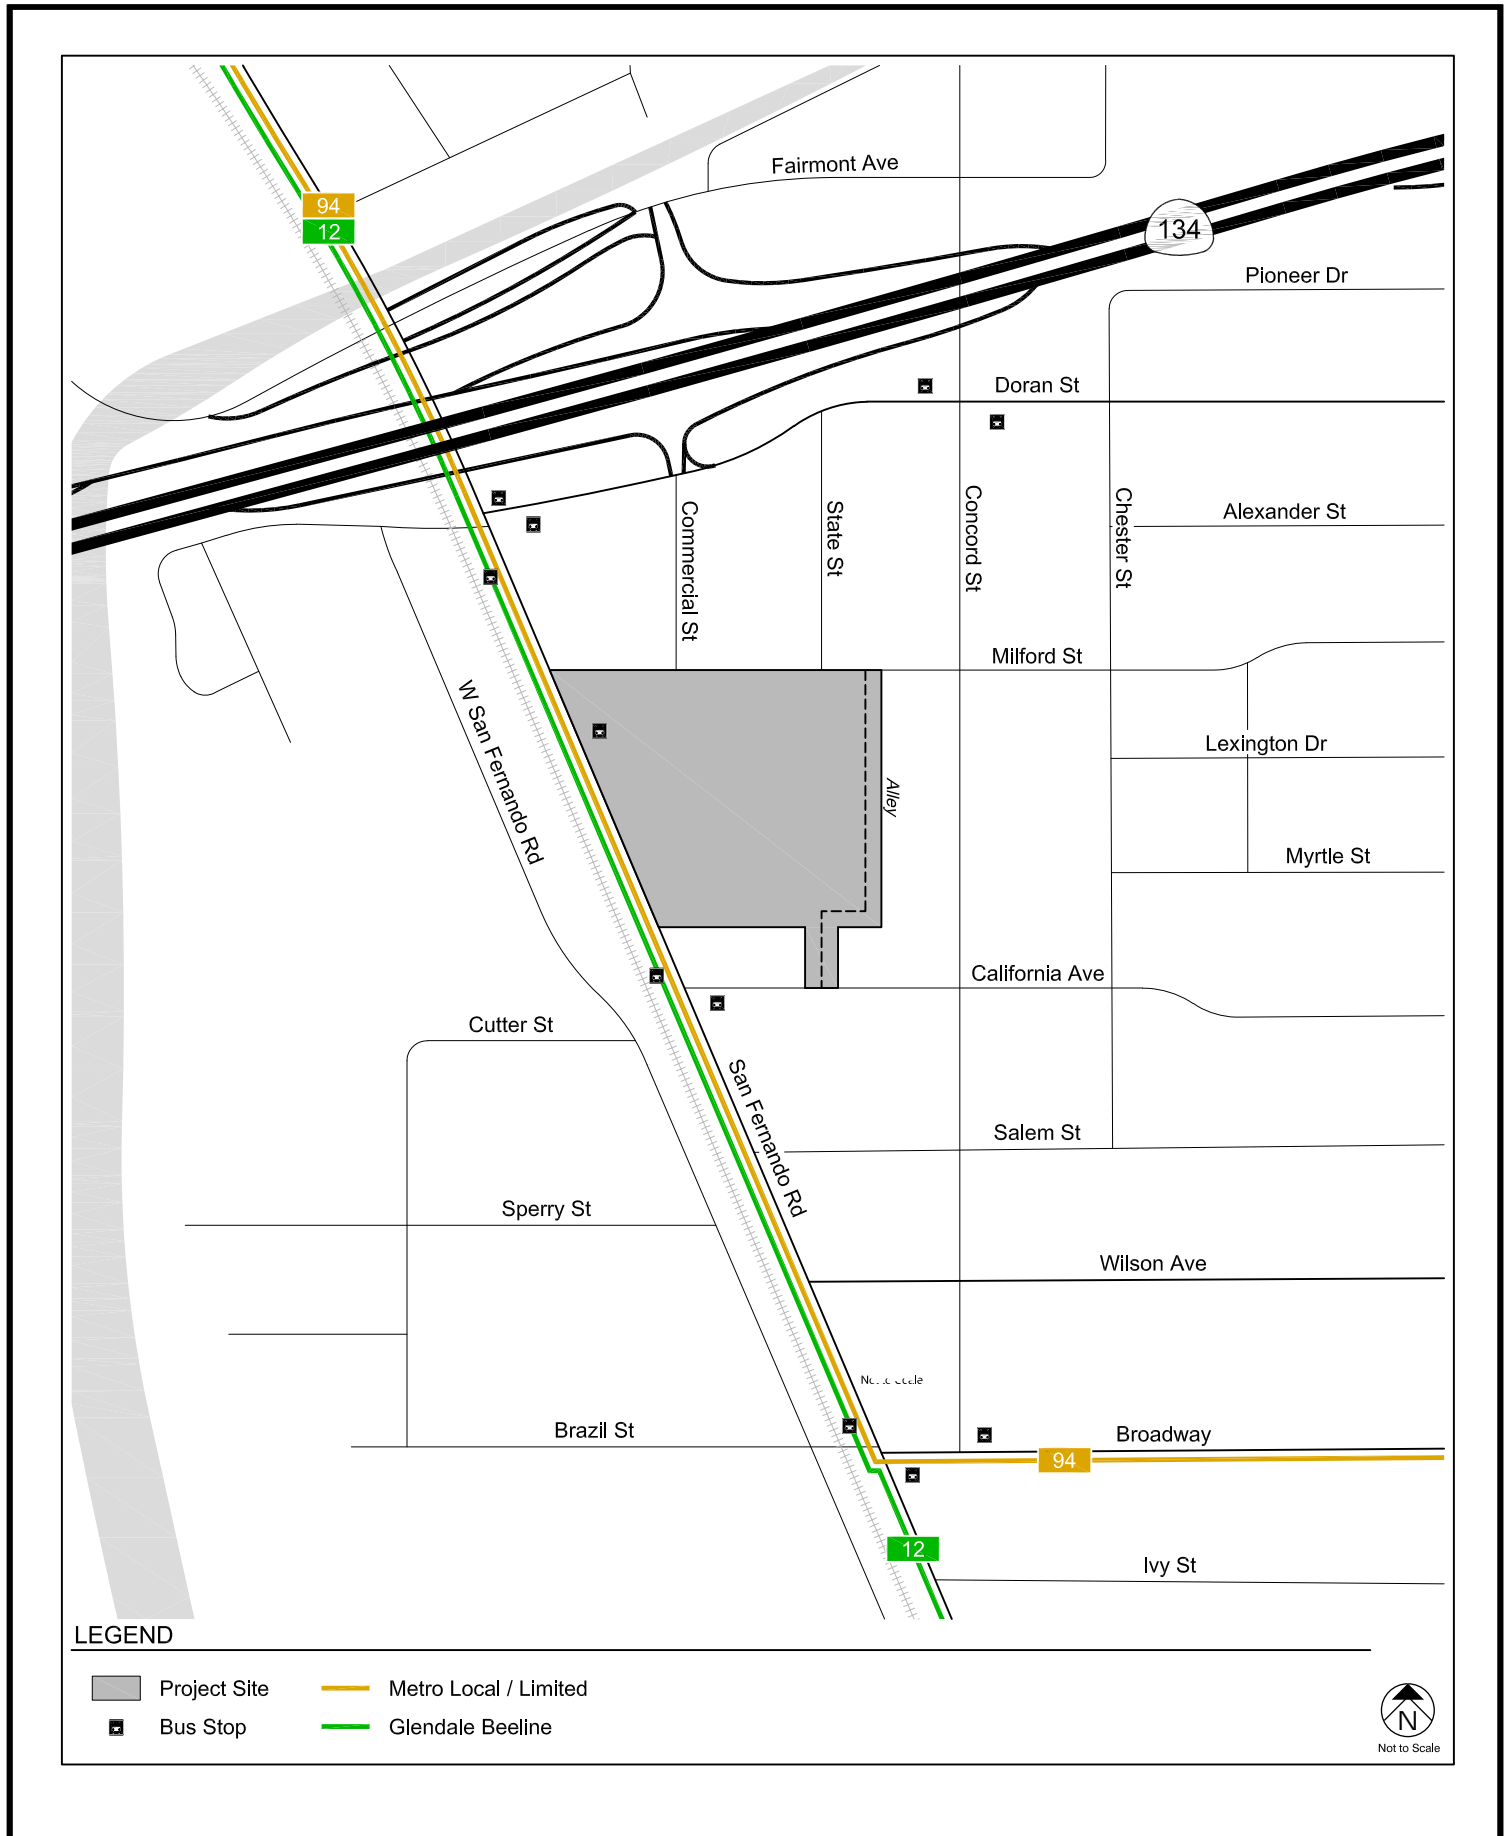 Fairmont Ave
94
12
134
Pioneer Dr
Doran St
Commercial St
State St
Concord St
Chester St
Alexander St
Milford St
W San Fernando Rd
Lexington Dr
Alley
Myrtle St
California Ave
Cutter St
San Fernando Rd
Salem St
Sperry St
Wilson Ave
Brazil St
Broadway
94
12
Ivy St
LEGEND
Project Site
Metro Local / Limited
Bus Stop
Glendale Beeline
N
Not to Scale